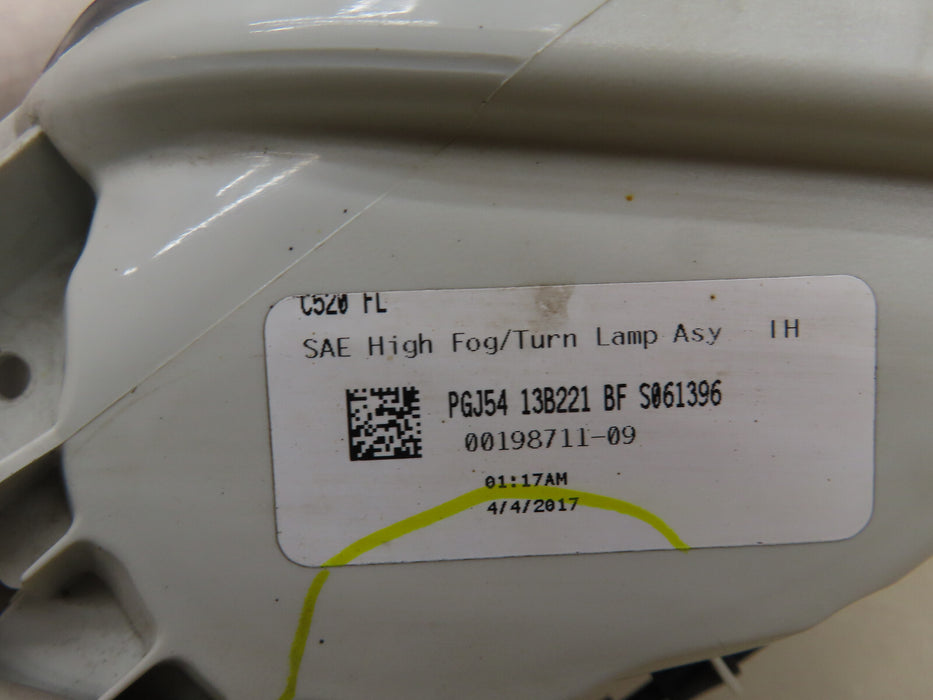 C520 FL
SAE High Fog/Turn Lamp Asy IH
PGJ54 13B221 BF S061396
00198711-09
01:17AM
4/4/2017